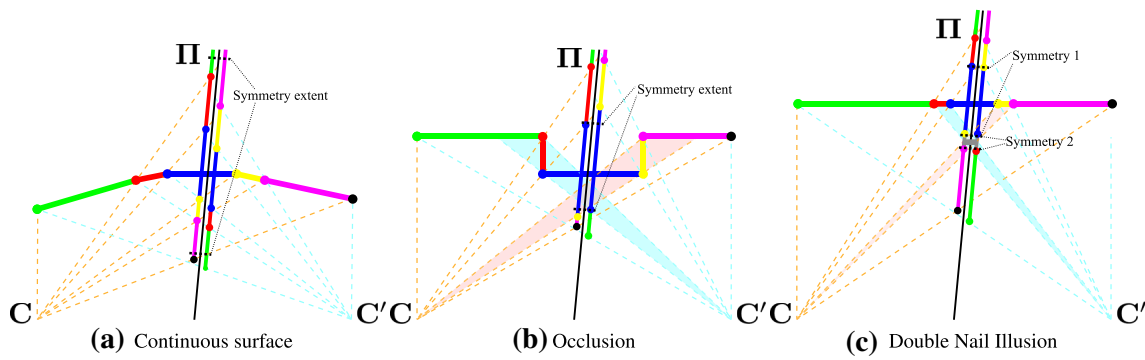 Π
Symmetry extent
C
C′
(a) Continuous surface
Π
Symmetry extent
C
C′
(b) Occlusion
Π
Symmetry 1
Symmetry 2
C
C′
(c) Double Nail Illusion